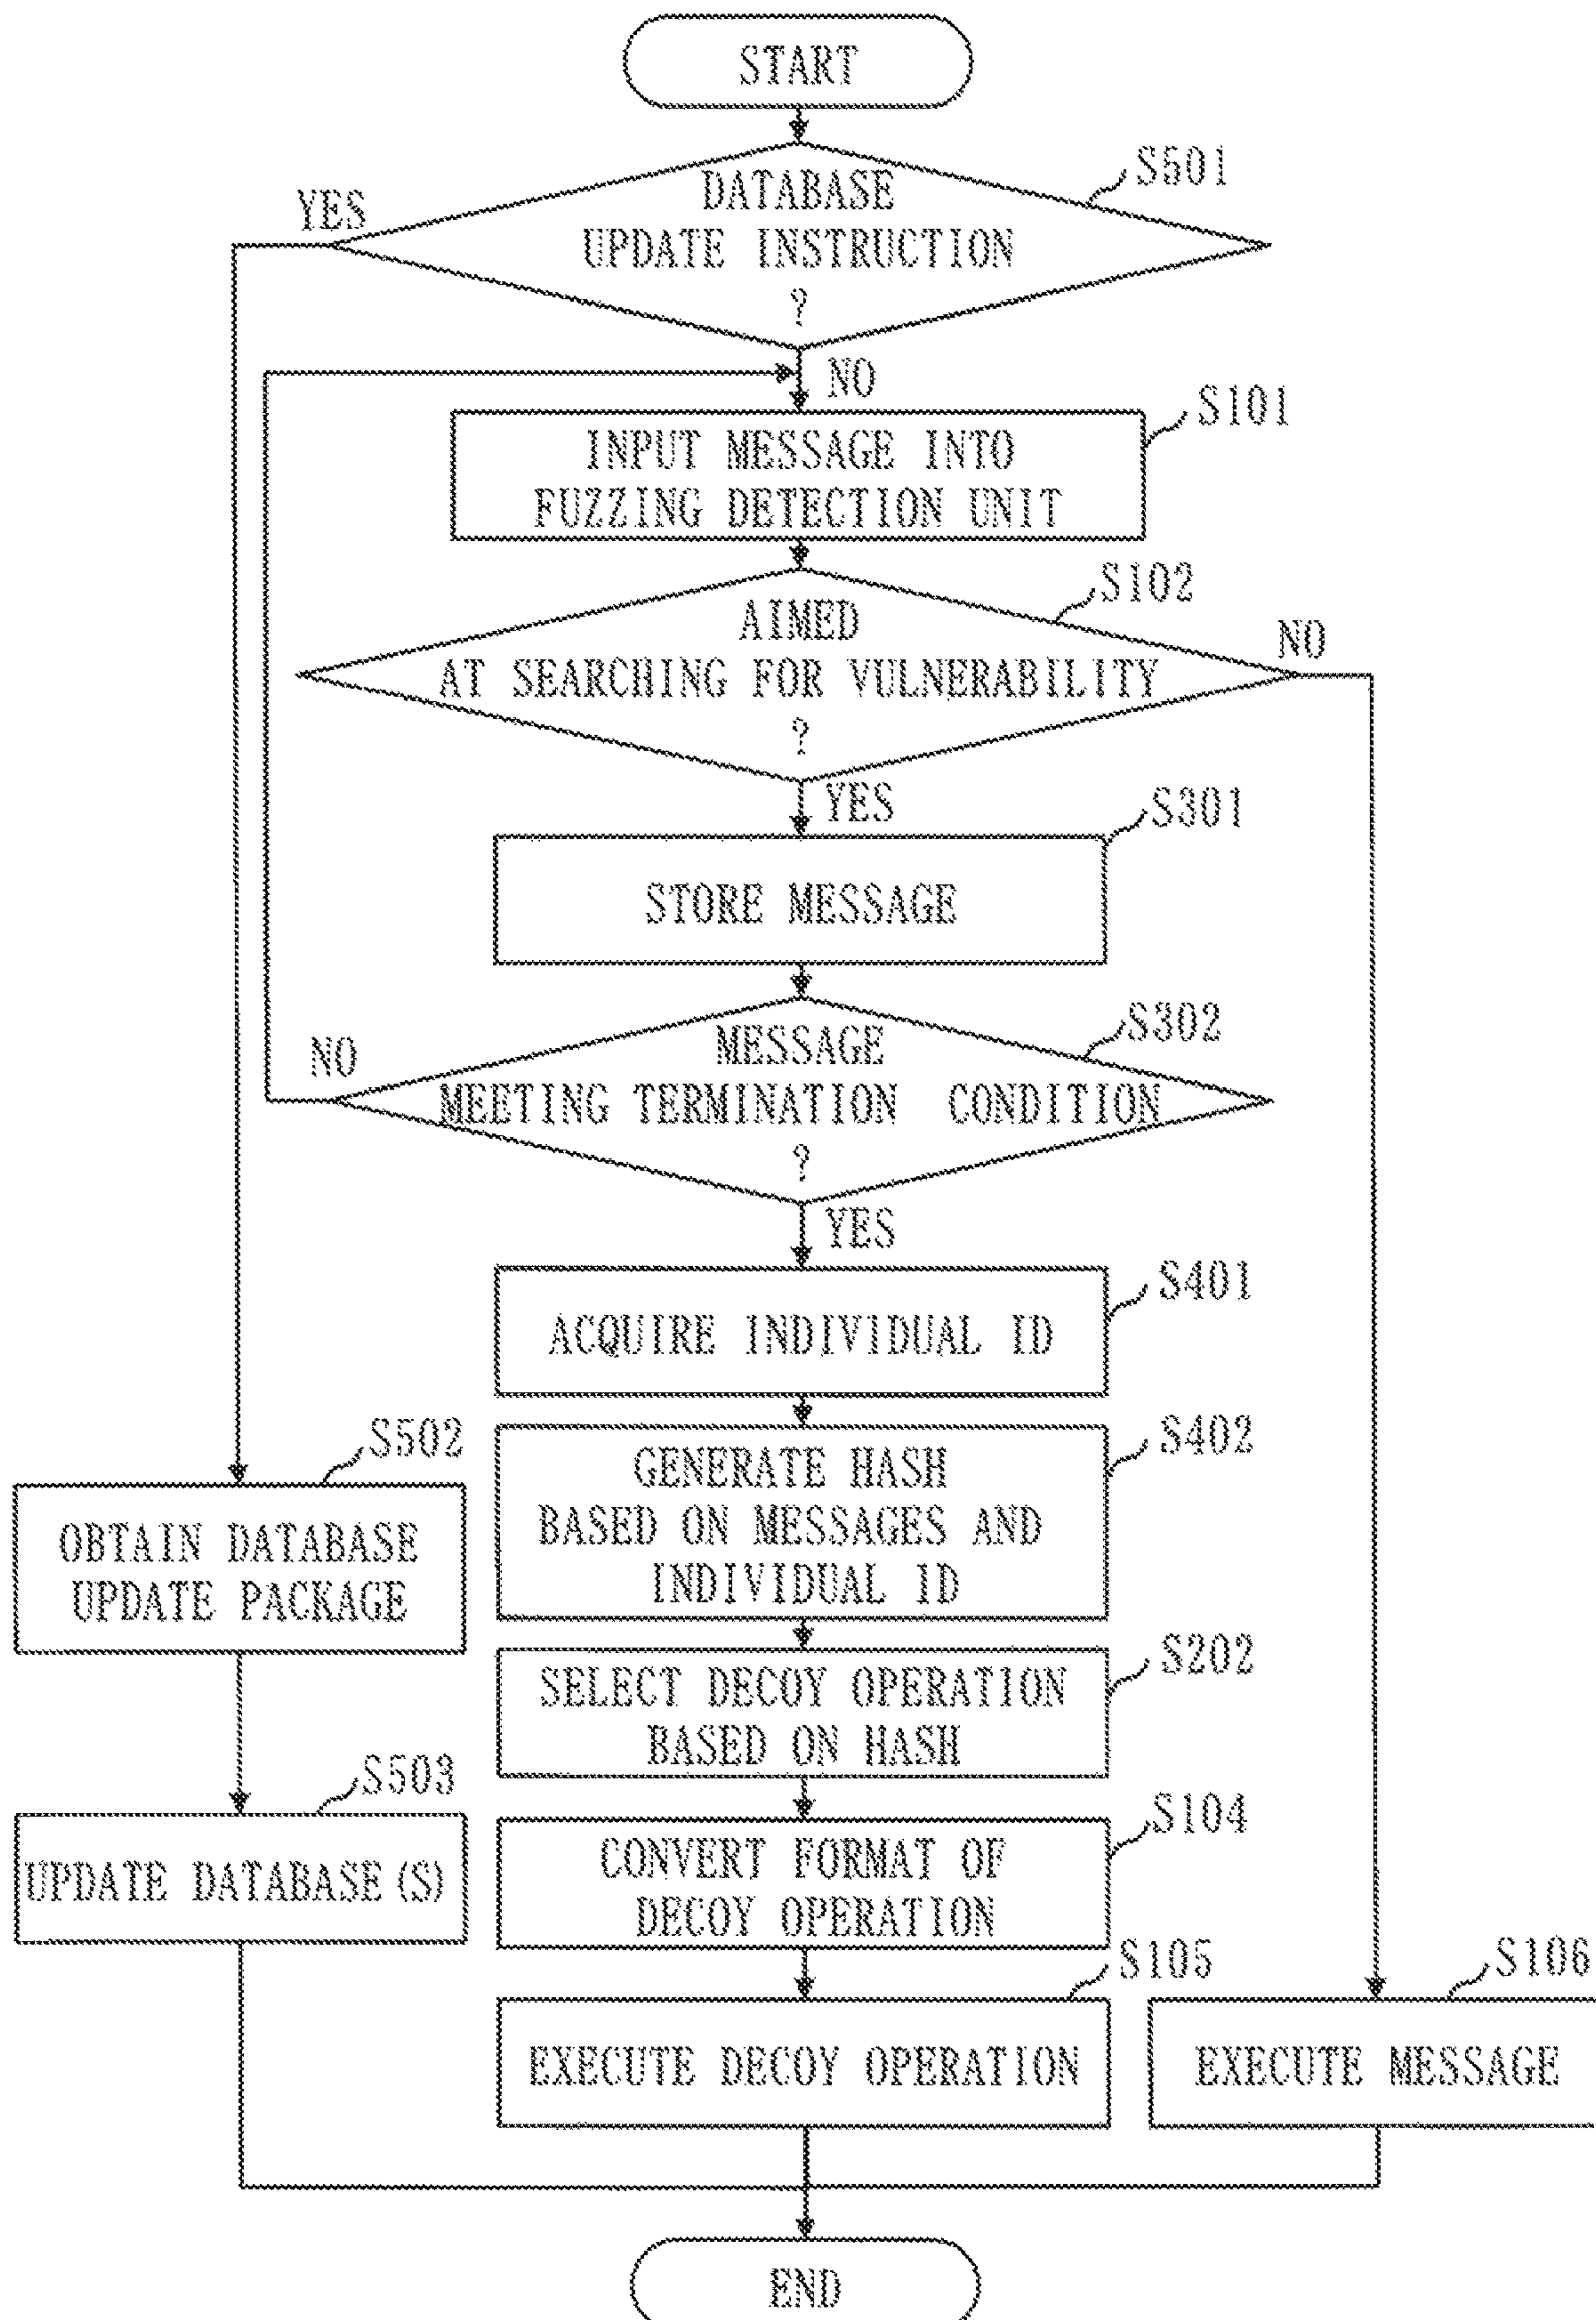 START
S501
YES
DATABASE
UPDATE INSTRUCTION
?
NO
S101
INPUT MESSAGE INTO
FUZZING DETECTION UNIT
S102
AIMED
NO
AT SEARCHING FOR VULNERABILITY
?
YES
S301
STORE MESSAGE
S302
MESSAGE
NO
MEETING TERMINATION CONDITION
?
YES
S401
ACQUIRE INDIVIDUAL ID
S402
GENERATE HASH
BASED ON MESSAGES AND
INDIVIDUAL ID
S502
OBTAIN DATABASE
UPDATE PACKAGE
S202
SELECT DECOY OPERATION
BASED ON HASH
S503
UPDATE DATABASE(S)
S104
CONVERT FORMAT OF
DECOY OPERATION
S105
EXECUTE DECOY OPERATION
S106
EXECUTE MESSAGE
END